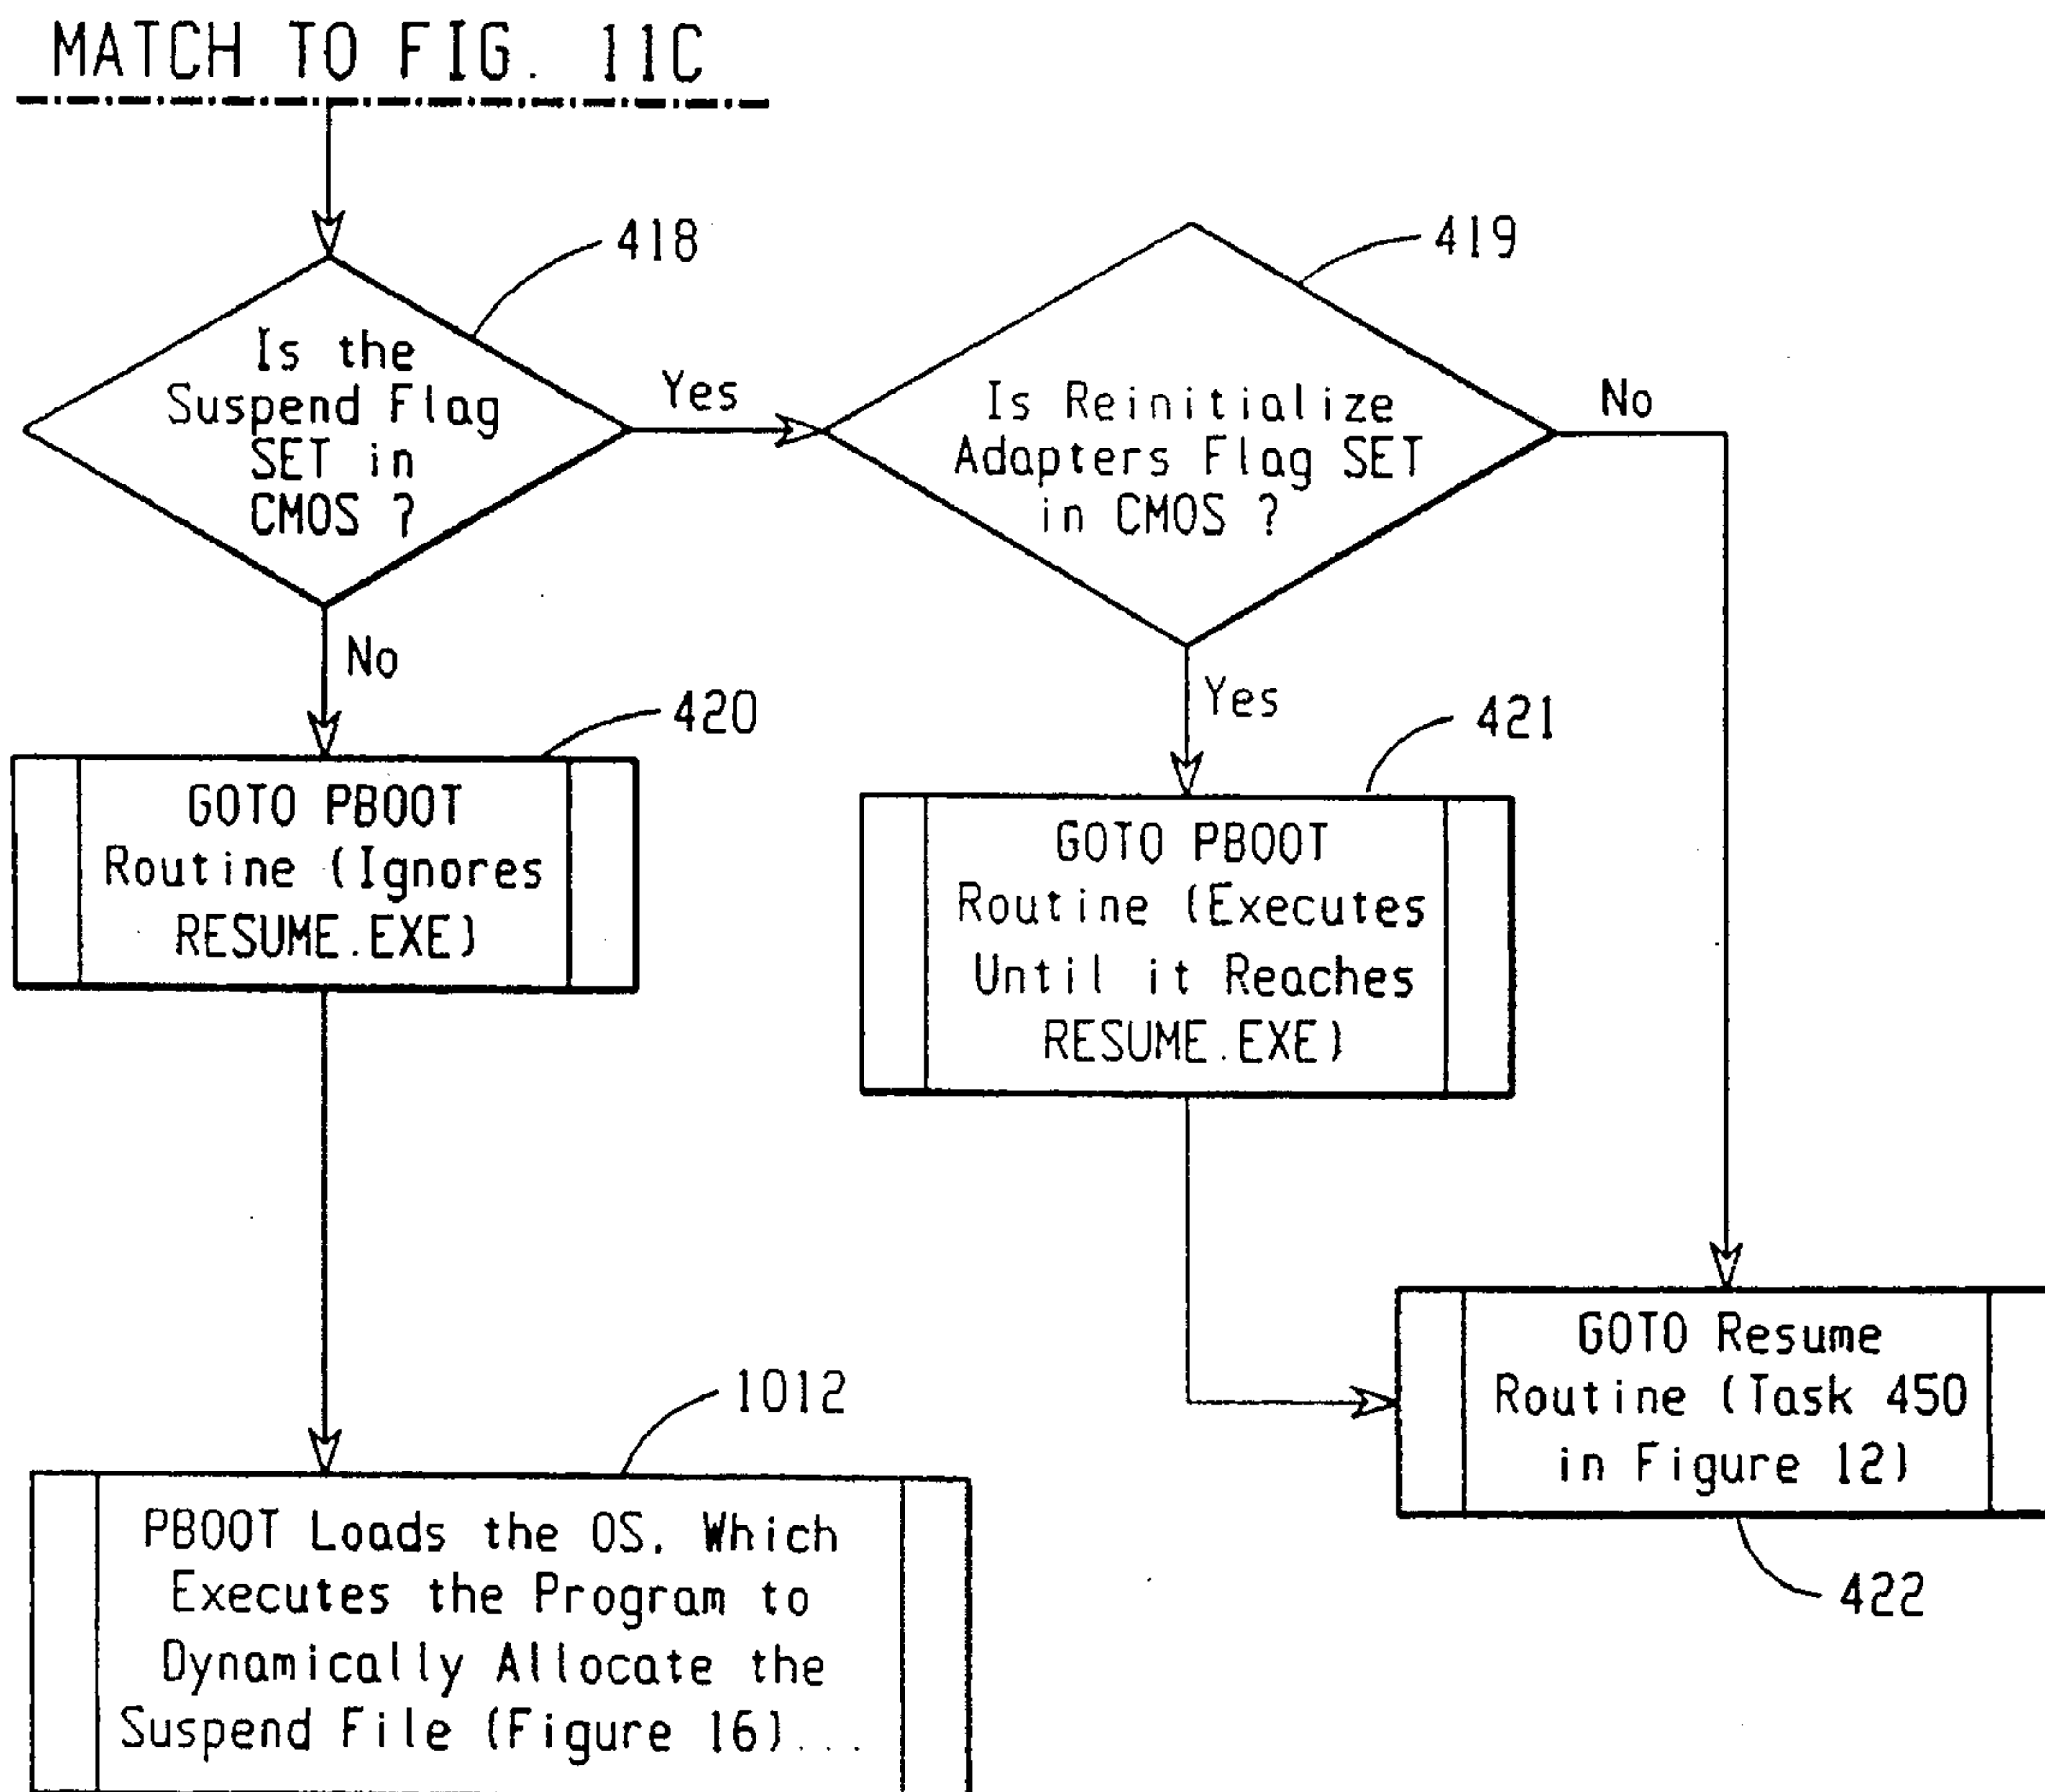 MATCH TO FIG. 11C
418
Is the
Suspend Flag
SET in
CMOS ?
Yes
No
419
Is Reinitialize
Adapters Flag SET
in CMOS ?
No
Yes
420
GOTO PBOOT
Routine (Ignores
RESUME.EXE)
421
GOTO PBOOT
Routine (Executes
Until it Reaches
RESUME.EXE)
GOTO Resume
Routine (Task 450
in Figure 12)
422
1012
PBOOT Loads the OS, Which
Executes the Program to
Dynamically Allocate the
Suspend File (Figure 16)...